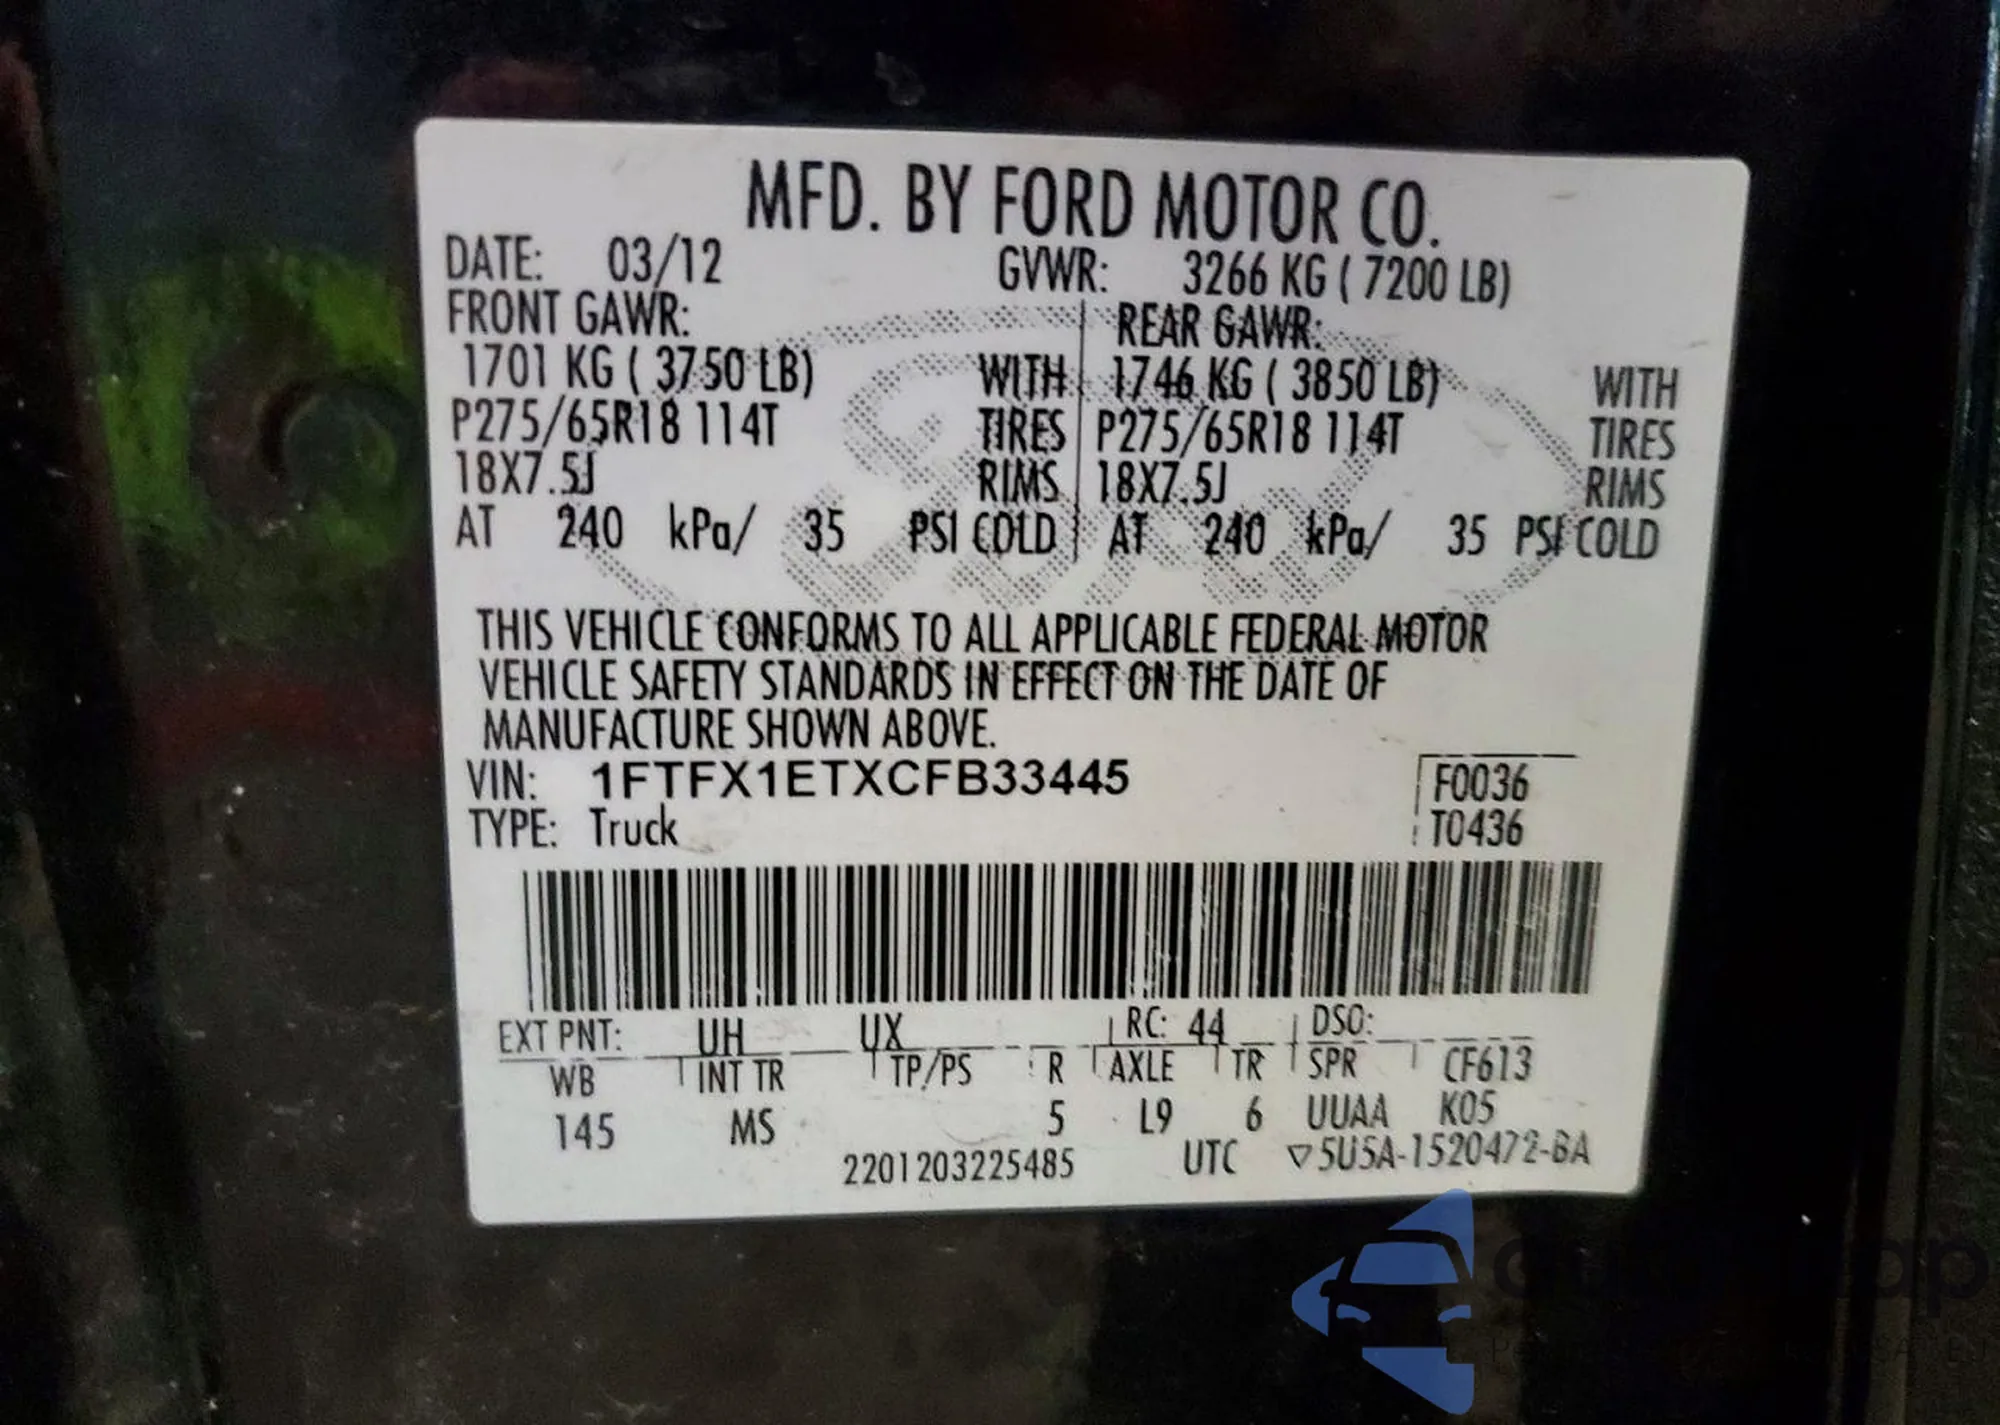 MFD. BY FORD MOTOR CO.
DATE: 03/12 GVWR: 3266 KG ( 7200 LB)
FRONT GAWR: REAR GAWR:
1701 KG ( 3750 LB) WITH 1746 KG ( 3850 LB) WITH
P275/65R18 114T TIRES P275/65R18 114T TIRES
18X7.5J RIMS 18X7.5J RIMS
AT 240 kPa/ 35 PSI COLD AT 240 kPa/ 35 PSI COLD
THIS VEHICLE CONFORMS TO ALL APPLICABLE FEDERAL MOTOR
VEHICLE SAFETY STANDARDS IN EFFECT ON THE DATE OF
MANUFACTURE SHOWN ABOVE.
VIN: 1FTFX1ETXCFB33445 F0036
TYPE: Truck T0436
EXT PNT: UH UX RC: 44 DSO:
WB INT TR TP/PS R AXLE TR SPR CF613
145 MS 5 L9 6 UUAA K05
2201203225485 UTC ▽5U5A-1520472-BA